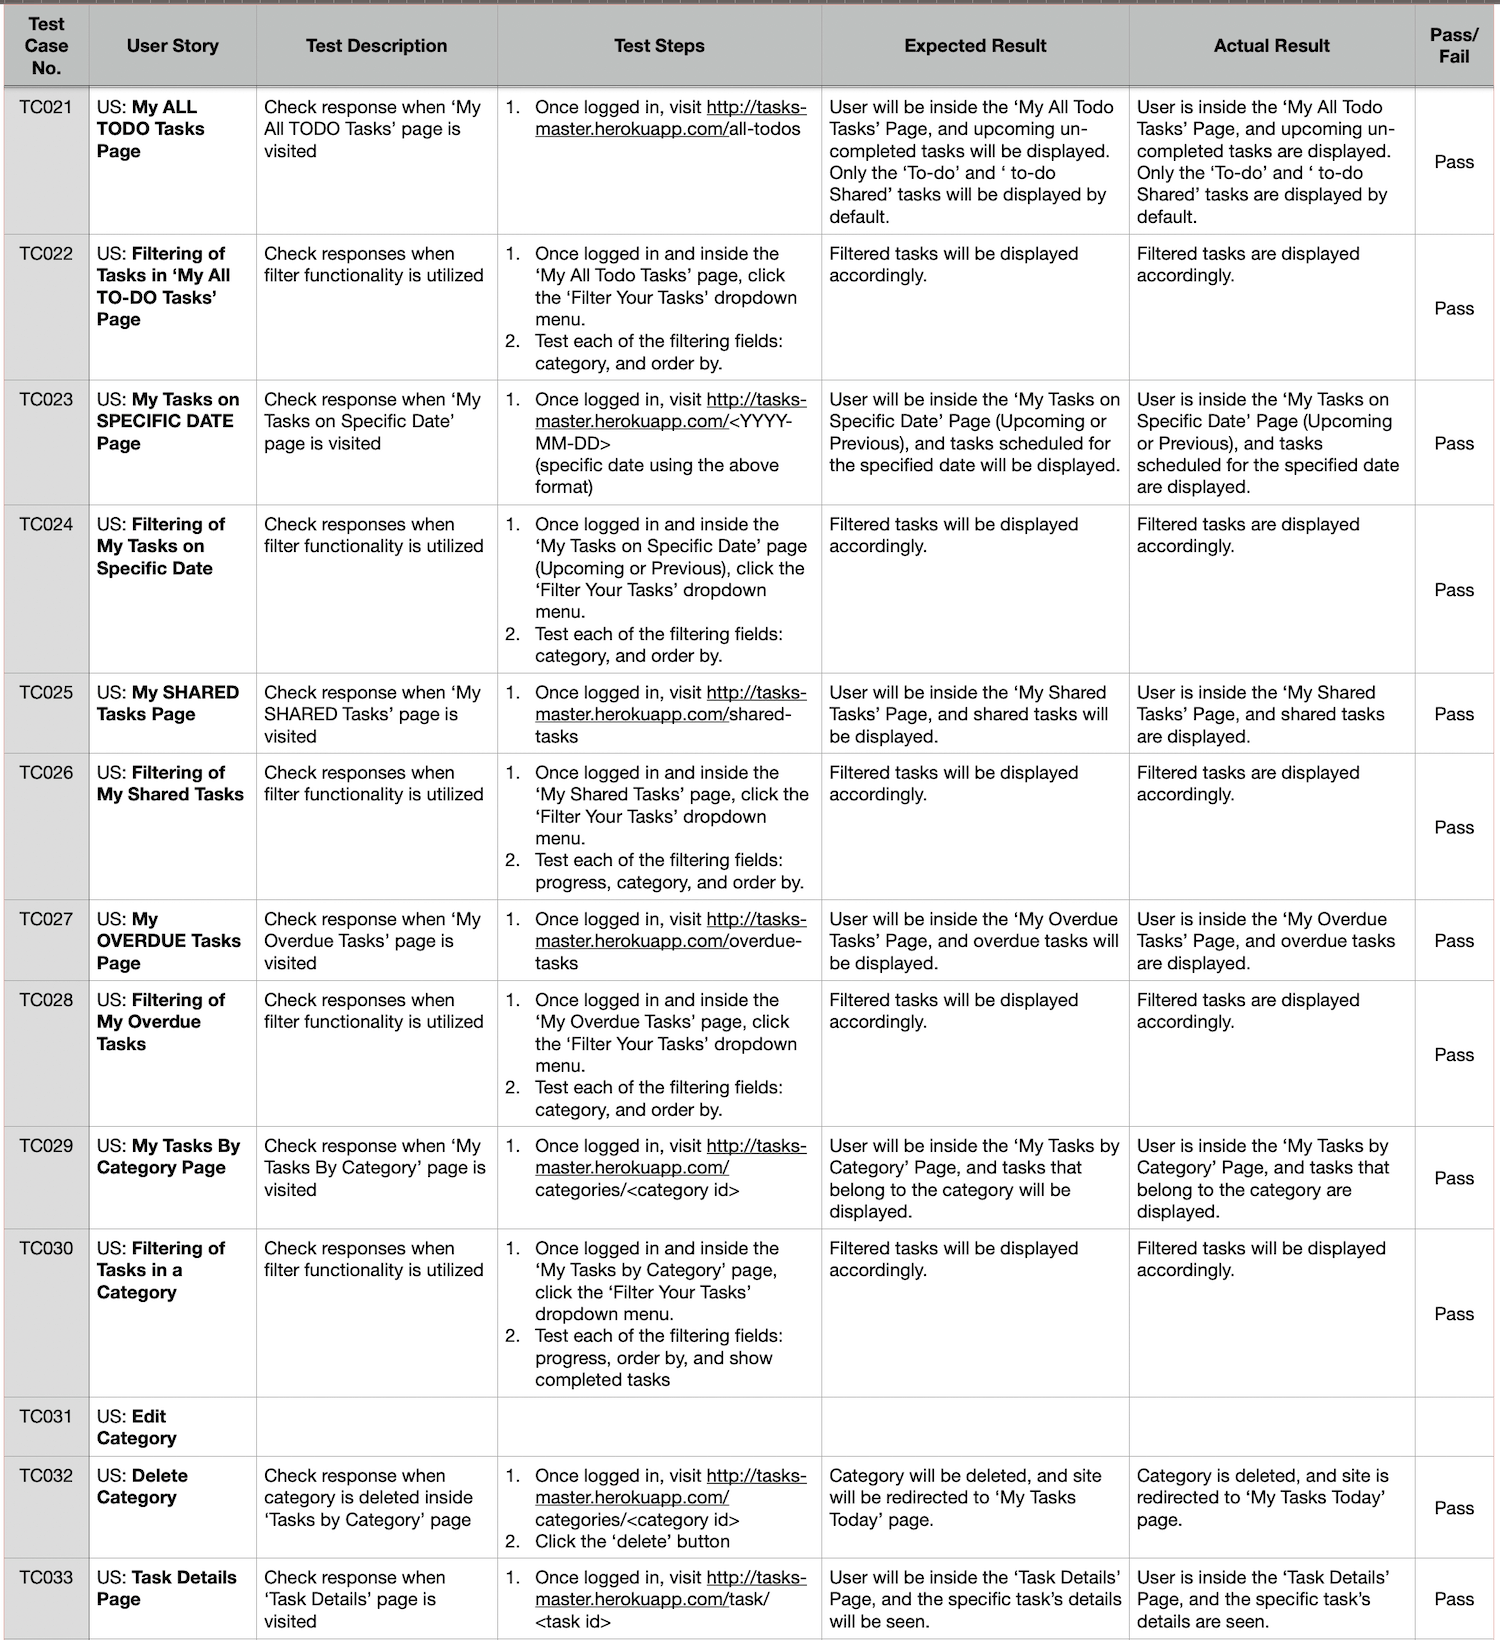 Test
Case
No.
User Story
Test Description
Test Steps
Expected Result
Actual Result
Pass/
Fail
TC021
US: My ALL
TODO Tasks
Page
Check response when ‘My
All TODO Tasks’ page is
visited
1. Once logged in, visit http://tasks-
master.herokuapp.com/all-todos
User will be inside the ‘My All Todo
Tasks’ Page, and upcoming un-
completed tasks will be displayed.
Only the ‘To-do’ and ‘ to-do
Shared’ tasks will be displayed by
default.
User is inside the ‘My All Todo
Tasks’ Page, and upcoming un-
completed tasks are displayed.
Only the ‘To-do’ and ‘ to-do
Shared’ tasks are displayed by
default.
Pass
TC022
US: Filtering of
Tasks in ‘My All
TO-DO Tasks’
Page
Check responses when
filter functionality is utilized
1. Once logged in and inside the
‘My All Todo Tasks’ page, click
the ‘Filter Your Tasks’ dropdown
menu.
2. Test each of the filtering fields:
category, and order by.
Filtered tasks will be displayed
accordingly.
Filtered tasks are displayed
accordingly.
Pass
TC023
US: My Tasks on
SPECIFIC DATE
Page
Check response when ‘My
Tasks on Specific Date’
page is visited
1. Once logged in, visit http://tasks-
master.herokuapp.com/<YYYY-
MM-DD>
(specific date using the above
format)
User will be inside the ‘My Tasks on
Specific Date’ Page (Upcoming or
Previous), and tasks scheduled for
the specified date will be displayed.
User is inside the ‘My Tasks on
Specific Date’ Page (Upcoming
or Previous), and tasks
scheduled for the specified date
are displayed.
Pass
TC024
US: Filtering of
My Tasks on
Specific Date
Check responses when
filter functionality is utilized
1. Once logged in and inside the
‘My Tasks on Specific Date’ page
(Upcoming or Previous), click the
‘Filter Your Tasks’ dropdown
menu.
2. Test each of the filtering fields:
category, and order by.
Filtered tasks will be displayed
accordingly.
Filtered tasks are displayed
accordingly.
Pass
TC025
US: My SHARED
Tasks Page
Check response when ‘My
SHARED Tasks’ page is
visited
1. Once logged in, visit http://tasks-
master.herokuapp.com/shared-
tasks
User will be inside the ‘My Shared
Tasks’ Page, and shared tasks will
be displayed.
User is inside the ‘My Shared
Tasks’ Page, and shared tasks
are displayed.
Pass
TC026
US: Filtering of
My Shared Tasks
Check responses when
filter functionality is utilized
1. Once logged in and inside the
‘My Shared Tasks’ page, click the
‘Filter Your Tasks’ dropdown
menu.
2. Test each of the filtering fields:
progress, category, and order by.
Filtered tasks will be displayed
accordingly.
Filtered tasks are displayed
accordingly.
Pass
TC027
US: My
OVERDUE Tasks
Page
Check response when ‘My
Overdue Tasks’ page is
visited
1. Once logged in, visit http://tasks-
master.herokuapp.com/overdue-
tasks
User will be inside the ‘My Overdue
Tasks’ Page, and overdue tasks will
be displayed.
User is inside the ‘My Overdue
Tasks’ Page, and overdue tasks
are displayed.
Pass
TC028
US: Filtering of
My Overdue
Tasks
Check responses when
filter functionality is utilized
1. Once logged in and inside the
‘My Overdue Tasks’ page, click
the ‘Filter Your Tasks’ dropdown
menu.
2. Test each of the filtering fields:
category, and order by.
Filtered tasks will be displayed
accordingly.
Filtered tasks are displayed
accordingly.
Pass
TC029
US: My Tasks By
Category Page
Check response when ‘My
Tasks By Category’ page is
visited
1. Once logged in, visit http://tasks-
master.herokuapp.com/
categories/<category id>
User will be inside the ‘My Tasks by
Category’ Page, and tasks that
belong to the category will be
displayed.
User is inside the ‘My Tasks by
Category’ Page, and tasks that
belong to the category are
displayed.
Pass
TC030
US: Filtering of
Tasks in a
Category
Check responses when
filter functionality is utilized
1. Once logged in and inside the
‘My Tasks by Category’ page,
click the ‘Filter Your Tasks’
dropdown menu.
2. Test each of the filtering fields:
progress, order by, and show
completed tasks
Filtered tasks will be displayed
accordingly.
Filtered tasks will be displayed
accordingly.
Pass
TC031
US: Edit
Category
TC032
US: Delete
Category
Check response when
category is deleted inside
‘Tasks by Category’ page
1. Once logged in, visit http://tasks-
master.herokuapp.com/
categories/<category id>
2. Click the ‘delete’ button
Category will be deleted, and site
will be redirected to ‘My Tasks
Today’ page.
Category is deleted, and site is
redirected to ‘My Tasks Today’
page.
Pass
TC033
US: Task Details
Page
Check response when
‘Task Details’ page is
visited
1. Once logged in, visit http://tasks-
master.herokuapp.com/task/
<task id>
User will be inside the ‘Task Details’
Page, and the specific task’s details
will be seen.
User is inside the ‘Task Details’
Page, and the specific task’s
details are seen.
Pass